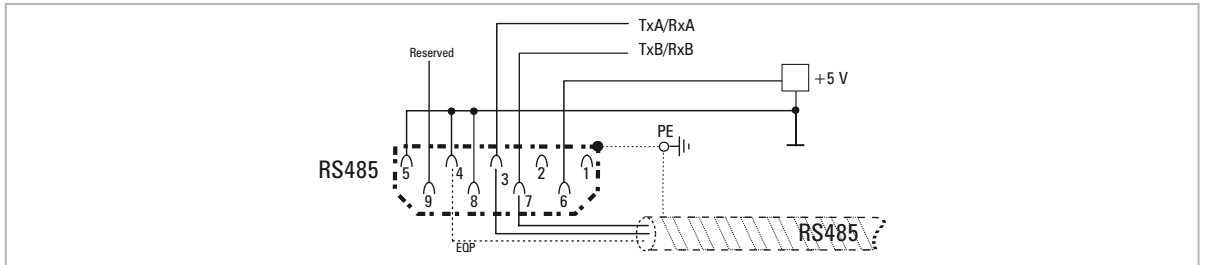 TxA/RxA
TxB/RxB
Reserved
+5 V
PE
RS485
5 4 3 2 1
9 8 7 6
RS485
EQP